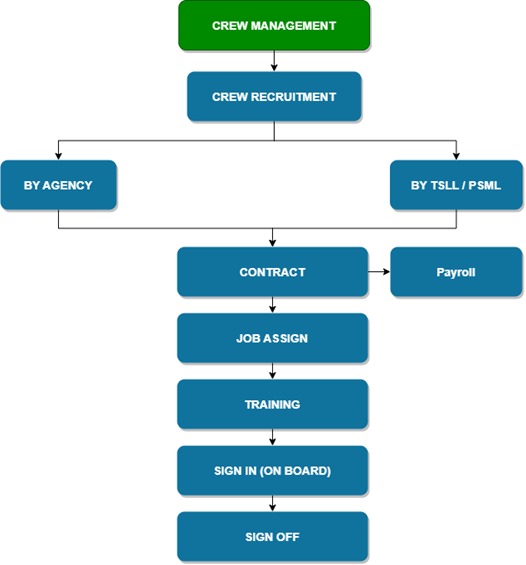 CREW MANAGEMENT
CREW RECRUITMENT
BY AGENCY
BY TSLL / PSML
CONTRACT
Payroll
JOB ASSIGN
TRAINING
SIGN IN (ON BOARD)
SIGN OFF